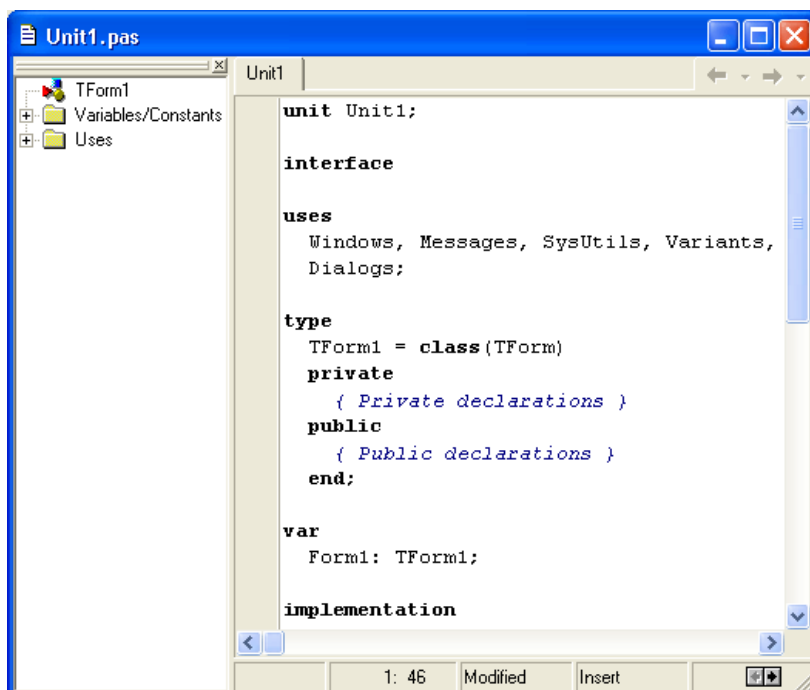 Unit1.pas
TForm1
Variables/Constants
Uses
Unit1
unit Unit1;
interface
uses
Windows, Messages, SysUtils, Variants,
Dialogs;
type
TForm1 = class(TForm)
private
{ Private declarations }
public
{ Public declarations }
end;
var
Form1: TForm1;
implementation
1: 46 Modified Insert